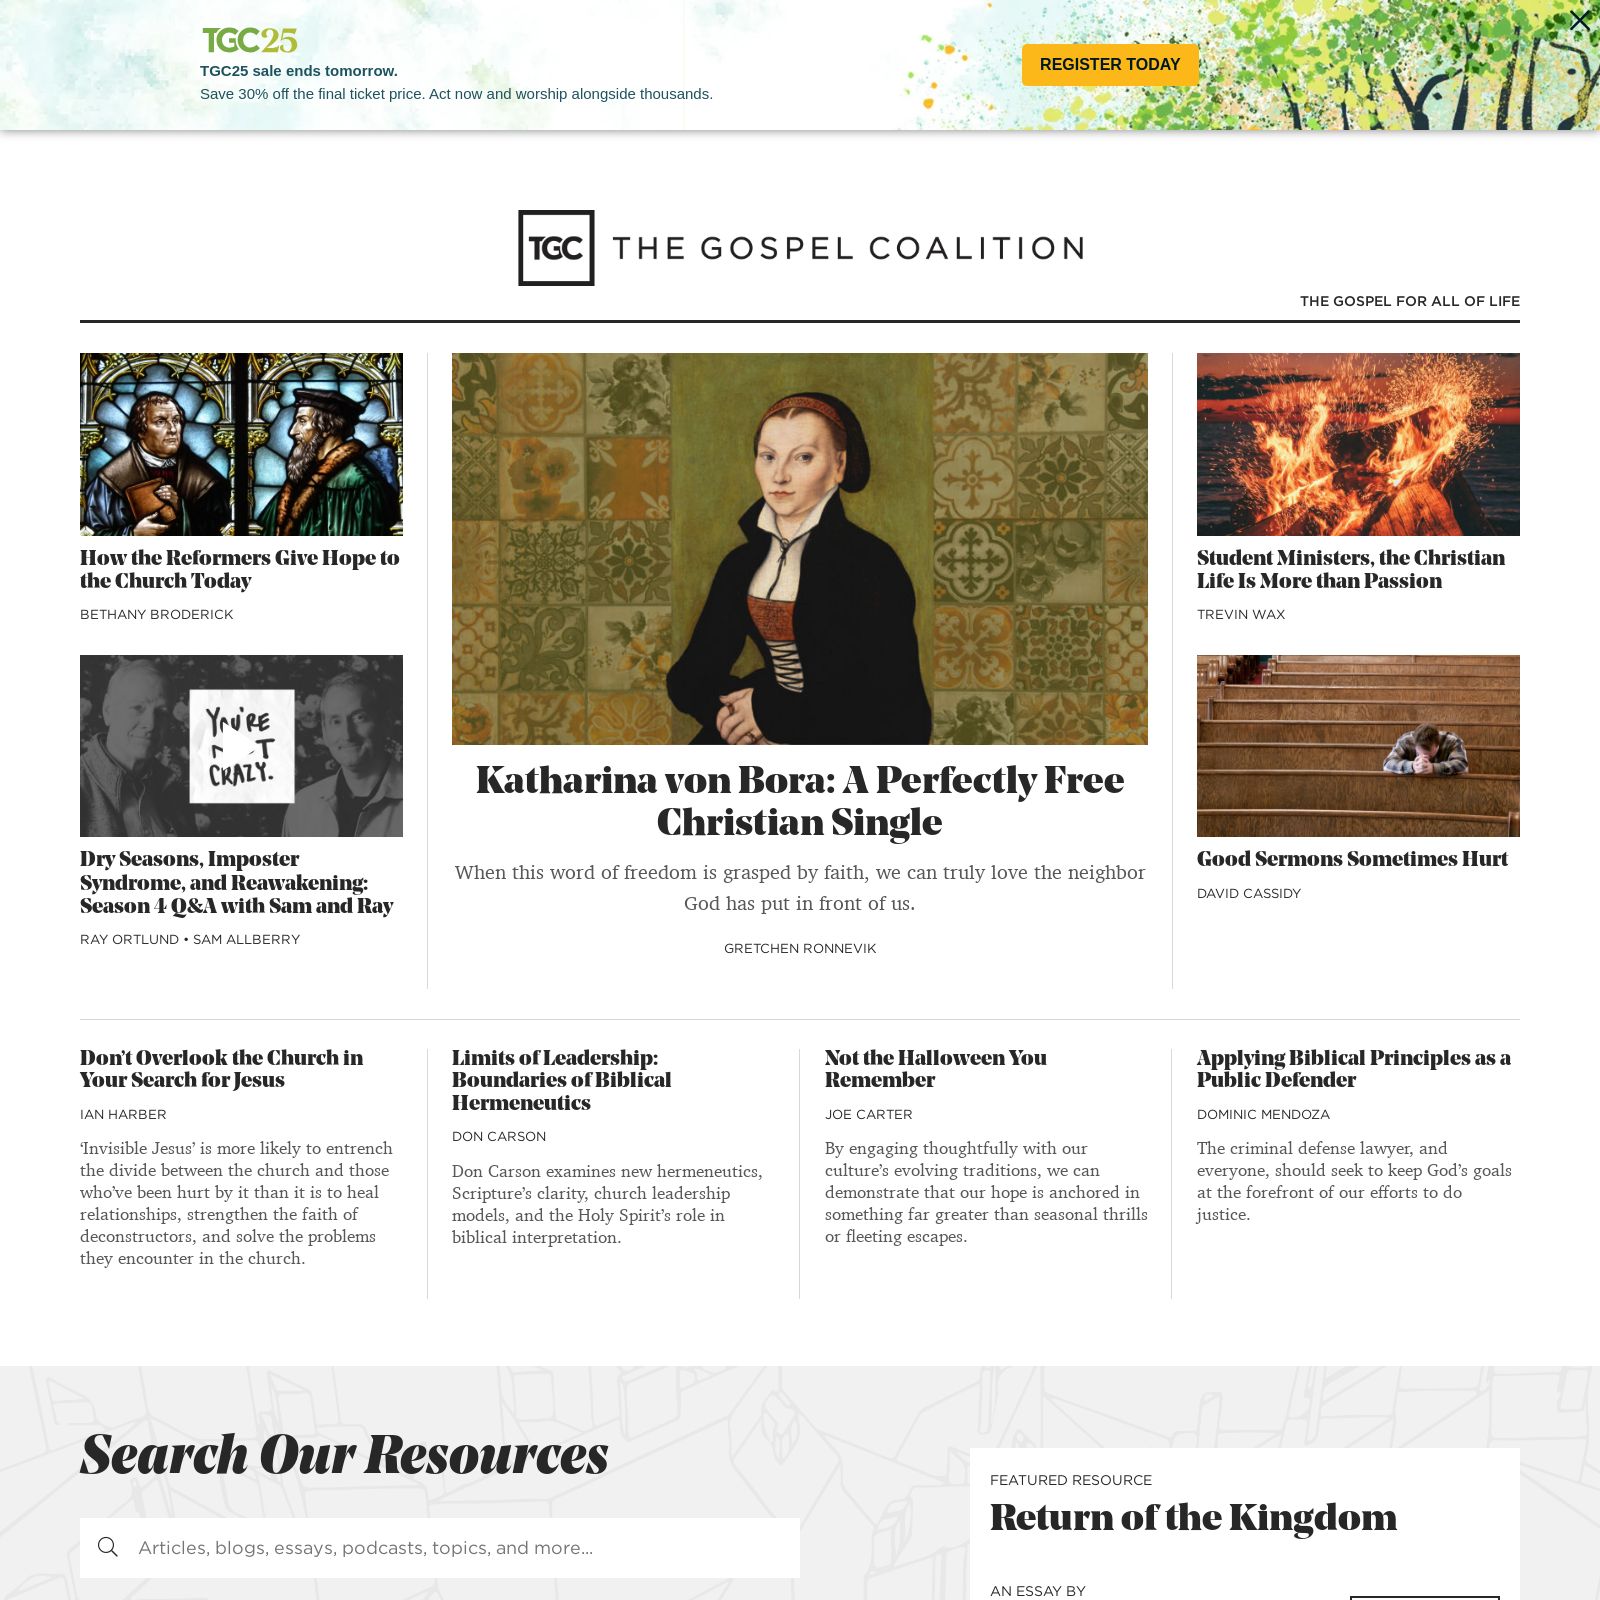 TGC25
TGC25 sale ends tomorrow.
Save 30% off the final ticket price. Act now and worship alongside thousands.
REGISTER TODAY
TGC THE GOSPEL COALITION
THE GOSPEL FOR ALL OF LIFE
How the Reformers Give Hope to
the Church Today
BETHANY BRODERICK
YOU'RE
CRAZY.
Dry Seasons, Imposter
Syndrome, and Reawakening:
Season 4 Q&A with Sam and Ray
RAY ORTLUND • SAM ALLBERRY
Katharina von Bora: A Perfectly Free
Christian Single
When this word of freedom is grasped by faith, we can truly love the neighbor
God has put in front of us.
GRETCHEN RONNEVIK
Student Ministers, the Christian
Life Is More than Passion
TREVIN WAX
Good Sermons Sometimes Hurt
DAVID CASSIDY
Don’t Overlook the Church in
Your Search for Jesus
IAN HARBER
‘Invisible Jesus’ is more likely to entrench
the divide between the church and those
who’ve been hurt by it than it is to heal
relationships, strengthen the faith of
deconstructors, and solve the problems
they encounter in the church.
Limits of Leadership:
Boundaries of Biblical
Hermeneutics
DON CARSON
Don Carson examines new hermeneutics,
Scripture’s clarity, church leadership
models, and the Holy Spirit’s role in
biblical interpretation.
Not the Halloween You
Remember
JOE CARTER
By engaging thoughtfully with our
culture’s evolving traditions, we can
demonstrate that our hope is anchored in
something far greater than seasonal thrills
or fleeting escapes.
Applying Biblical Principles as a
Public Defender
DOMINIC MENDOZA
The criminal defense lawyer, and
everyone, should seek to keep God’s goals
at the forefront of our efforts to do
justice.
Search Our Resources
Articles, blogs, essays, podcasts, topics, and more...
FEATURED RESOURCE
Return of the Kingdom
AN ESSAY BY